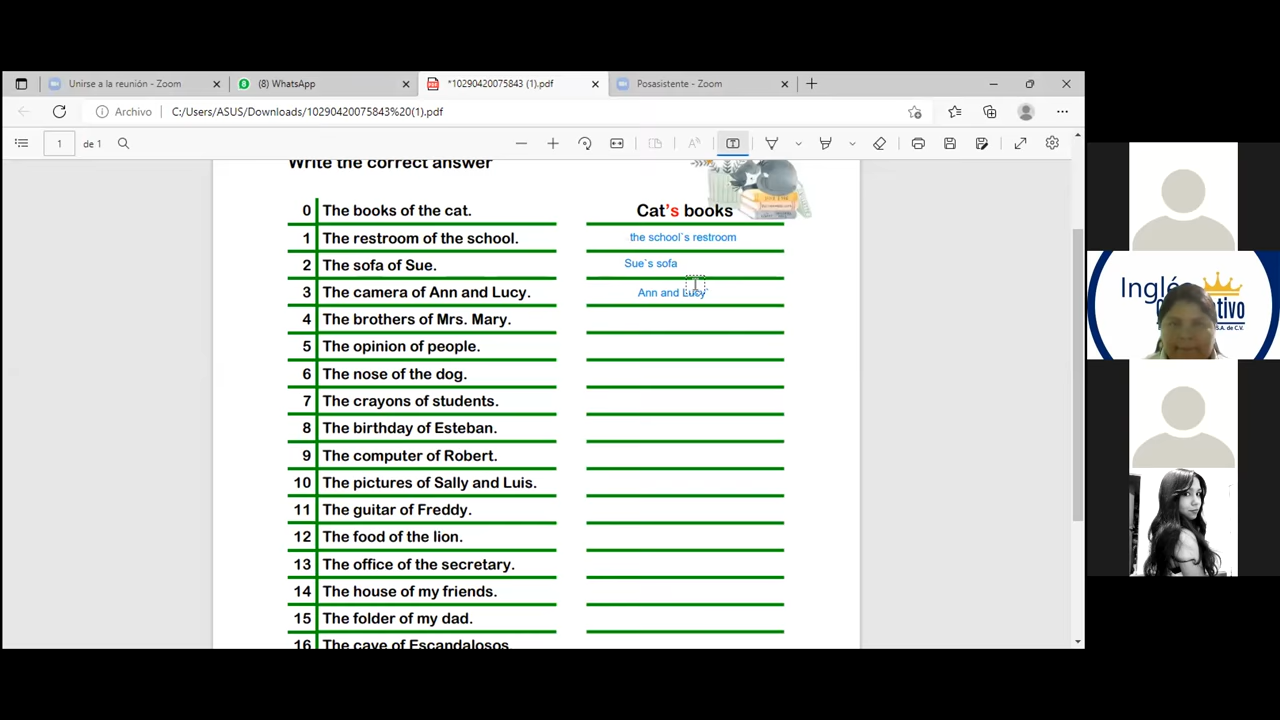 Unirse a la reunión - Zoom
(8) WhatsApp
*10290420075843 (1).pdf
Posasistente - Zoom
Archivo
C:/Users/ASUS/Downloads/10290420075843%20(1).pdf
1 de 1
Write the correct answer
0 The books of the cat. Cat's books
1 The restroom of the school. the school`s restroom
2 The sofa of Sue. Sue`s sofa
3 The camera of Ann and Lucy. Ann and Lucy`
4 The brothers of Mrs. Mary.
5 The opinion of people.
6 The nose of the dog.
7 The crayons of students.
8 The birthday of Esteban.
9 The computer of Robert.
10 The pictures of Sally and Luis.
11 The guitar of Freddy.
12 The food of the lion.
13 The office of the secretary.
14 The house of my friends.
15 The folder of my dad.
16 The cave of Escandalosos.
Inglés
S.A. de C.V.